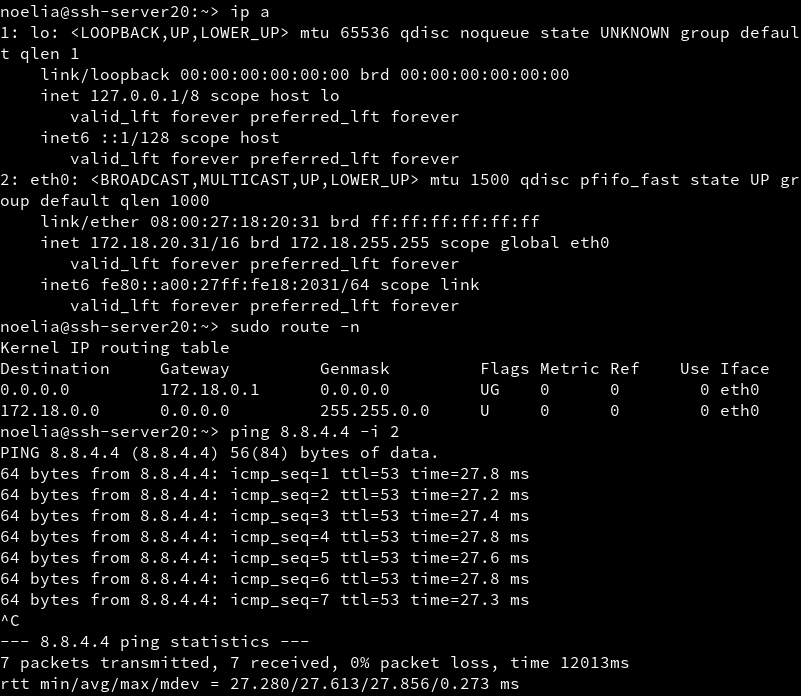 noelia@ssh-server20:~> ip a
1: lo: <LOOPBACK,UP,LOWER_UP> mtu 65536 qdisc noqueue state UNKNOWN group defaul
t qlen 1
    link/loopback 00:00:00:00:00:00 brd 00:00:00:00:00:00
    inet 127.0.0.1/8 scope host lo
       valid_lft forever preferred_lft forever
    inet6 ::1/128 scope host
       valid_lft forever preferred_lft forever
2: eth0: <BROADCAST,MULTICAST,UP,LOWER_UP> mtu 1500 qdisc pfifo_fast state UP gr
oup default qlen 1000
    link/ether 08:00:27:18:20:31 brd ff:ff:ff:ff:ff:ff
    inet 172.18.20.31/16 brd 172.18.255.255 scope global eth0
       valid_lft forever preferred_lft forever
    inet6 fe80::a00:27ff:fe18:2031/64 scope link
       valid_lft forever preferred_lft forever
noelia@ssh-server20:~> sudo route -n
Kernel IP routing table
Destination     Gateway         Genmask         Flags Metric Ref    Use Iface
0.0.0.0         172.18.0.1      0.0.0.0         UG    0      0        0 eth0
172.18.0.0      0.0.0.0         255.255.0.0     U     0      0        0 eth0
noelia@ssh-server20:~> ping 8.8.4.4 -i 2
PING 8.8.4.4 (8.8.4.4) 56(84) bytes of data.
64 bytes from 8.8.4.4: icmp_seq=1 ttl=53 time=27.8 ms
64 bytes from 8.8.4.4: icmp_seq=2 ttl=53 time=27.2 ms
64 bytes from 8.8.4.4: icmp_seq=3 ttl=53 time=27.4 ms
64 bytes from 8.8.4.4: icmp_seq=4 ttl=53 time=27.8 ms
64 bytes from 8.8.4.4: icmp_seq=5 ttl=53 time=27.6 ms
64 bytes from 8.8.4.4: icmp_seq=6 ttl=53 time=27.8 ms
64 bytes from 8.8.4.4: icmp_seq=7 ttl=53 time=27.3 ms
^C
--- 8.8.4.4 ping statistics ---
7 packets transmitted, 7 received, 0% packet loss, time 12013ms
rtt min/avg/max/mdev = 27.280/27.613/27.856/0.273 ms